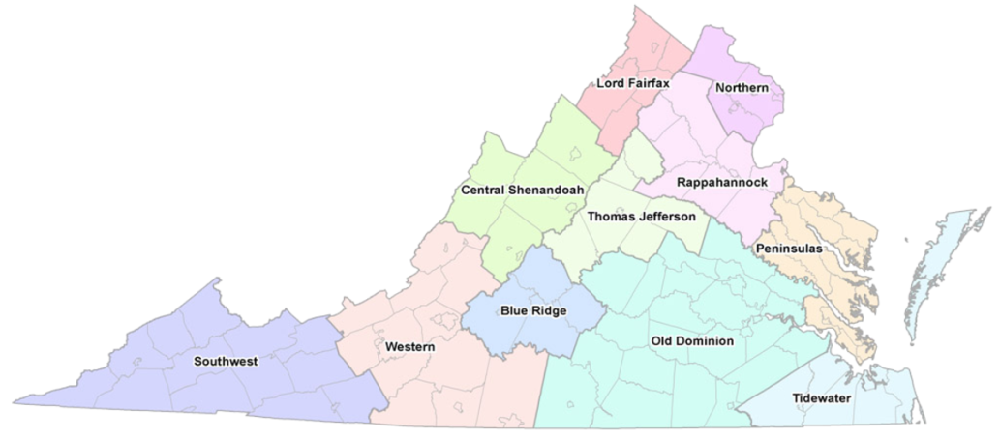 Lord Fairfax
Northern
Central Shenandoah
Rappahannock
Thomas Jefferson
Peninsulas
Blue Ridge
Old Dominion
Western
Southwest
Tidewater